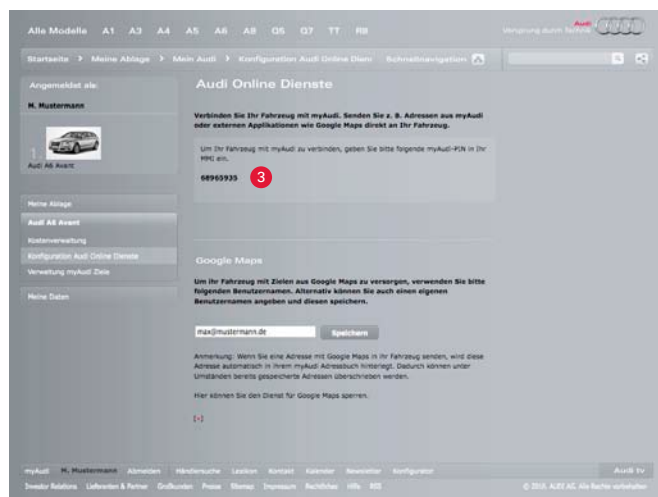 Alle Modelle A1 A3 A4 A5 A6 A8 Q5 Q7 TT R8
Audi
Vorsprung durch Technik
Startseite > Meine Ablage > Mein Audi > Konfiguration Audi Online Dien Schnellnavigation
Angemeldet als:
M. Mustermann
1
Audi A6 Avant
Meine Ablage
Audi A6 Avant
Kostenverwaltung
Konfiguration Audi Online Dienste
Verwaltung myAudi Ziele
Meine Daten
Audi Online Dienste
Verbinden Sie Ihr Fahrzeug mit myAudi. Senden Sie z. B. Adressen aus myAudi
oder externen Applikationen wie Google Maps direkt an Ihr Fahrzeug.
Um Ihr Fahrzeug mit myAudi zu verbinden, geben Sie bitte folgende myAudi-PIN in Ihr
MMI ein.
68965935 3
Google Maps
Um ihr Fahrzeug mit Zielen aus Google Maps zu versorgen, verwenden Sie bitte
folgenden Benutzernamen. Alternativ können Sie auch einen eigenen
Benutzernamen angeben und diesen speichern.
max@mustermann.de Speichern
Anmerkung: Wenn Sie eine Adresse mit Google Maps in Ihr Fahrzeug senden, wird diese
Adresse automatisch in Ihrem myAudi Adressbuch hinterlegt. Dadurch können unter
Umständen bereits gespeicherte Adressen überschrieben werden.
Hier können Sie den Dienst für Google Maps sperren.
myAudi M. Mustermann Abmelden Händlersuche Lexikon Kontakt Kalender Newsletter Konfigurator Audi tv
Investor Relations Lieferanten & Partner Großkunden Presse Sitemap Impressum Rechtliches Hilfe RSS AUDI AG. Alle Rechte vorbehalten